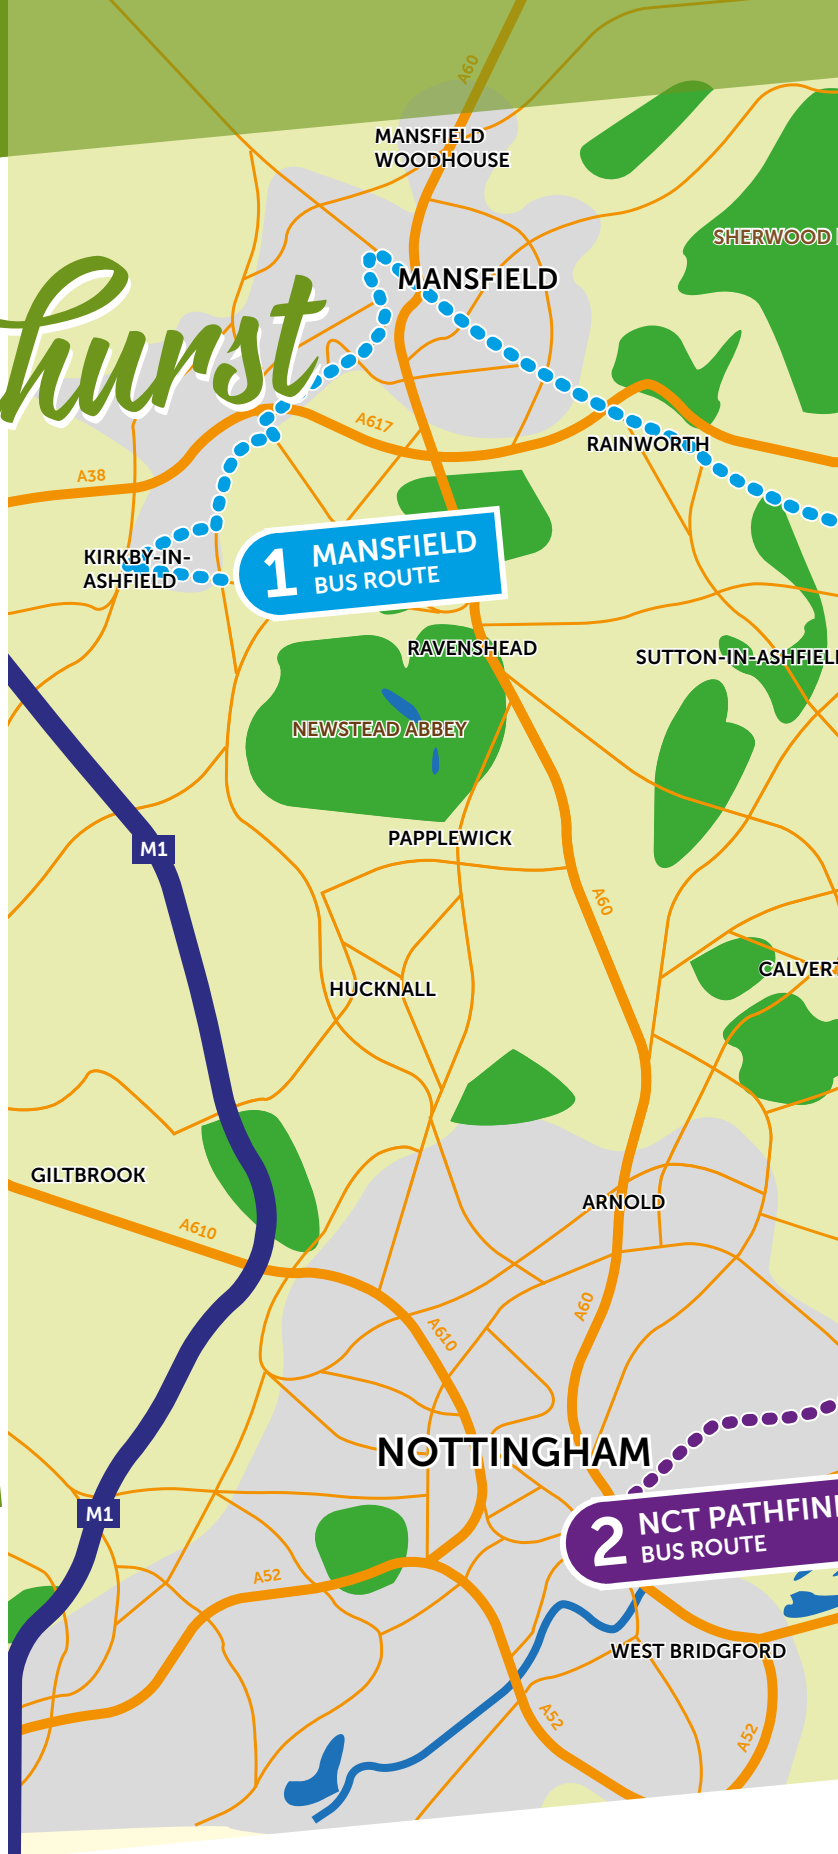 A60
MANSFIELD
WOODHOUSE
SHERWOOD
MANSFIELD
hurst
A617
RAINWORTH
A38
KIRKBY-IN-
ASHFIELD
1 MANSFIELD
BUS ROUTE
RAVENSHEAD
SUTTON-IN-ASHFIEL
NEWSTEAD ABBEY
PAPPLEWICK
M1
A60
CALVERT
HUCKNALL
GILTBROOK
ARNOLD
A610
A60
A610
NOTTINGHAM
M1
2 NCT PATHFIN
BUS ROUTE
A52
WEST BRIDGFORD
A52
A52